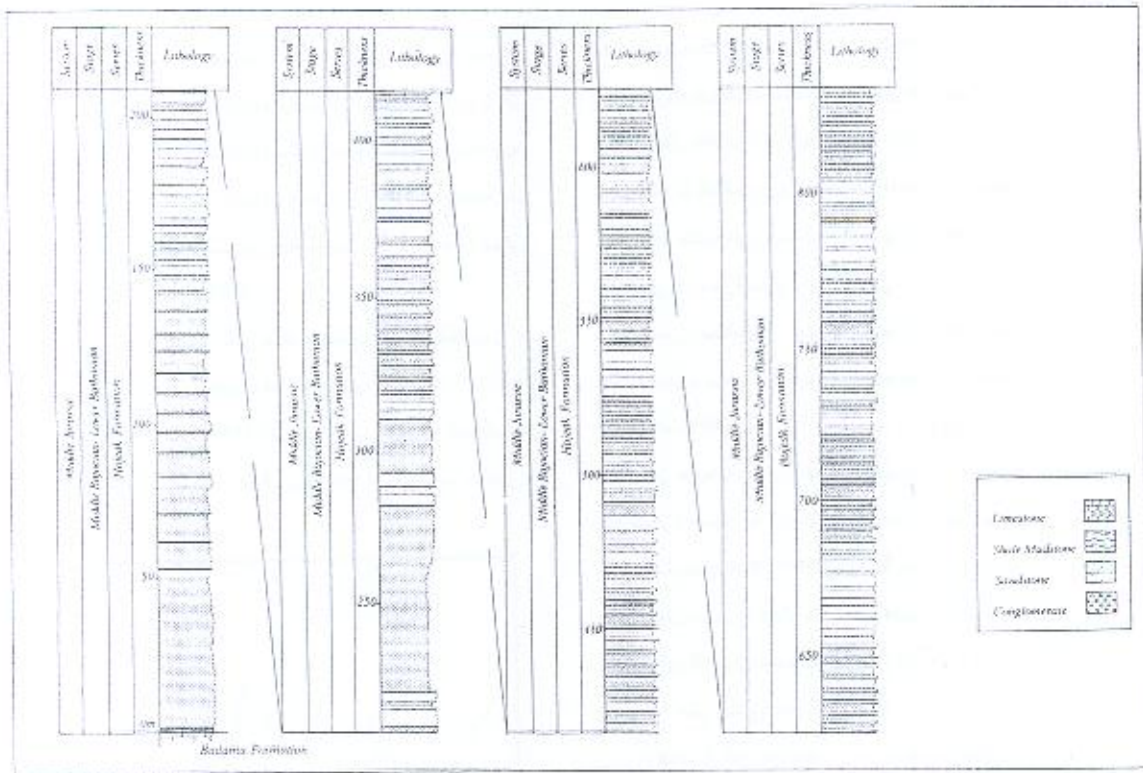 System Stage Series Thickness Lithology
200
150
100
50
0m
Middle Jurassic
Middle Bajocian-Lower Bathonian
Hojedk Formation
Badamu
System Stage Series Thickness Lithology
400
350
300
250
Middle Jurassic
Middle Bajocian-Lower Bathonian
Hojedk Formation
System Stage Series Thickness Lithology
600
550
500
Middle Jurassic
Middle Bajocian-Lower Bathonian
Hojedk Formation
System Stage Series Thickness Lithology
800
750
700
650
Middle Jurassic
Middle Bajocian-Lower Bathonian
Hojedk Formation
Limestone
Shale Mudstone
Sandstone
Conglomerate